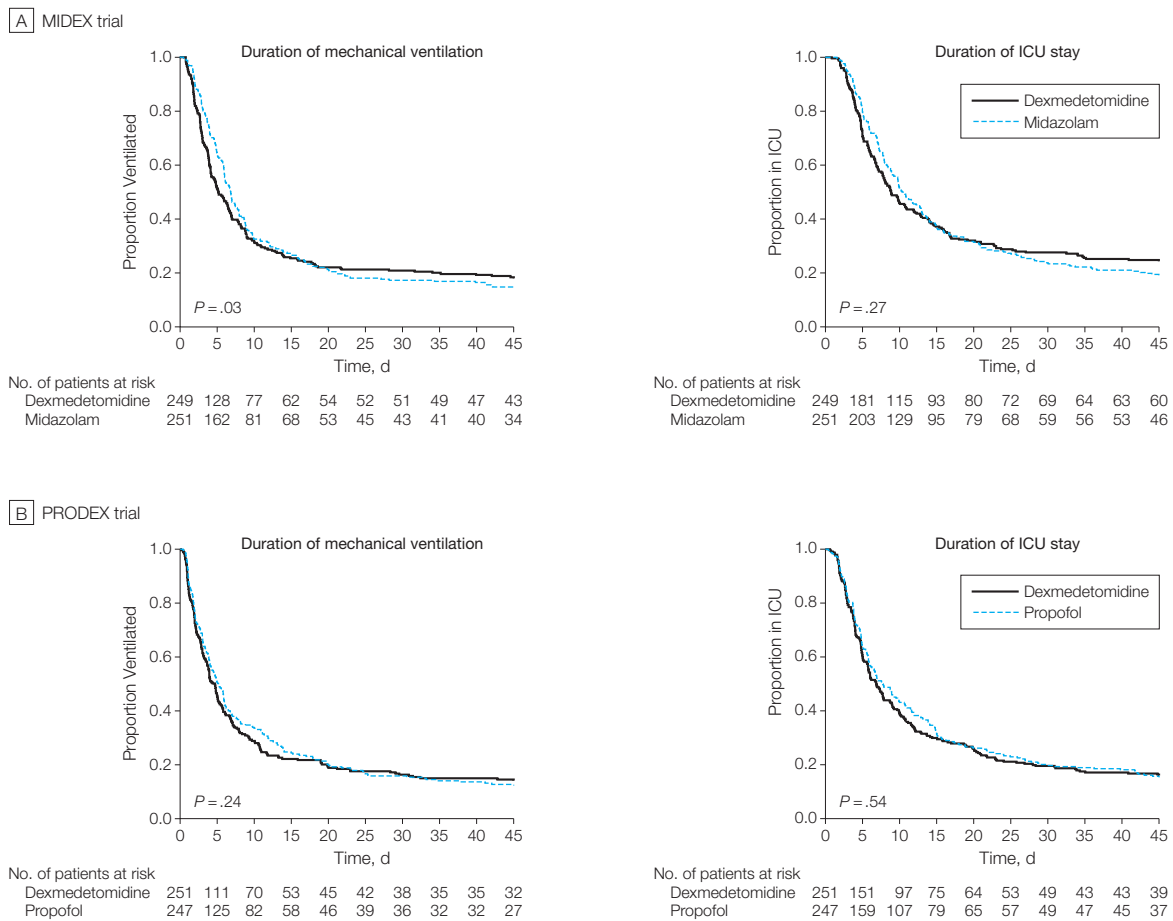 A MIDEX trial
Duration of mechanical ventilation
Proportion Ventilated
1.0
0.8
0.6
0.4
0.2
0.0
P = .03
0 5 10 15 20 25 30 35 40 45
Time, d
No. of patients at risk
Dexmedetomidine 249 128 77 62 54 52 51 49 47 43
Midazolam 251 162 81 68 53 45 43 41 40 34
Duration of ICU stay
Proportion in ICU
1.0
0.8
0.6
0.4
0.2
0.0
Dexmedetomidine
Midazolam
P = .27
0 5 10 15 20 25 30 35 40 45
Time, d
No. of patients at risk
Dexmedetomidine 249 181 115 93 80 72 69 64 63 60
Midazolam 251 203 129 95 79 68 59 56 53 46
B PRODEX trial
Duration of mechanical ventilation
Proportion Ventilated
1.0
0.8
0.6
0.4
0.2
0.0
P = .24
0 5 10 15 20 25 30 35 40 45
Time, d
No. of patients at risk
Dexmedetomidine 251 111 70 53 45 42 38 35 35 32
Propofol 247 125 82 58 46 39 36 32 32 27
Duration of ICU stay
Proportion in ICU
1.0
0.8
0.6
0.4
0.2
0.0
Dexmedetomidine
Propofol
P = .54
0 5 10 15 20 25 30 35 40 45
Time, d
No. of patients at risk
Dexmedetomidine 251 151 97 75 64 53 49 43 43 39
Propofol 247 159 107 79 65 57 49 47 45 37